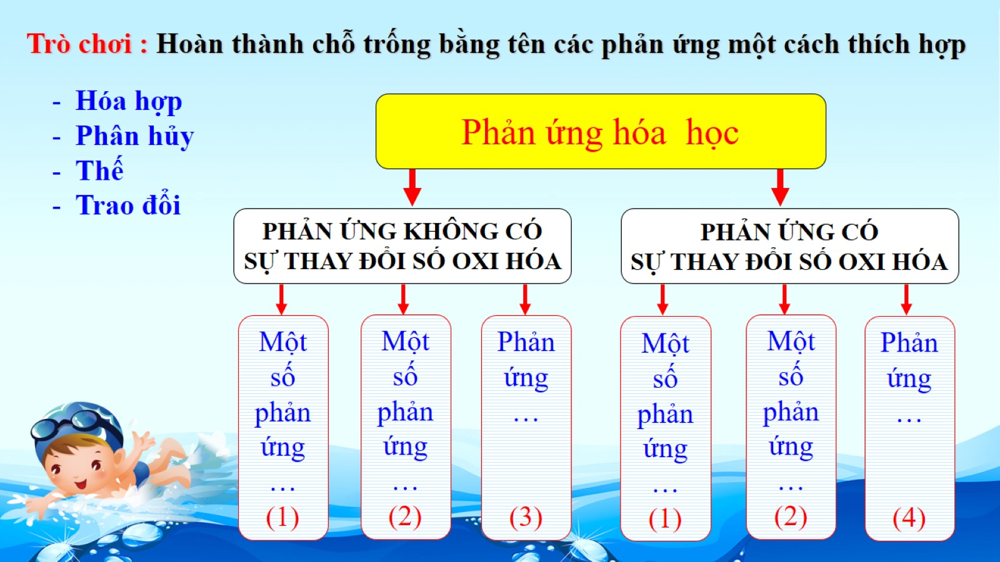 Trò chơi : Hoàn thành chỗ trống bằng tên các phản ứng một cách thích hợp
- Hóa hợp
- Phân hủy
- Thế
- Trao đổi
Phản ứng hóa học
PHẢN ỨNG KHÔNG CÓ
SỰ THAY ĐỔI SỐ OXI HÓA
PHẢN ỨNG CÓ
SỰ THAY ĐỔI SỐ OXI HÓA
Một
số
phản
ứng
…
(1)
Một
số
phản
ứng
…
(2)
Phản
ứng
…
(3)
Một
số
phản
ứng
…
(1)
Một
số
phản
ứng
…
(2)
Phản
ứng
…
(4)